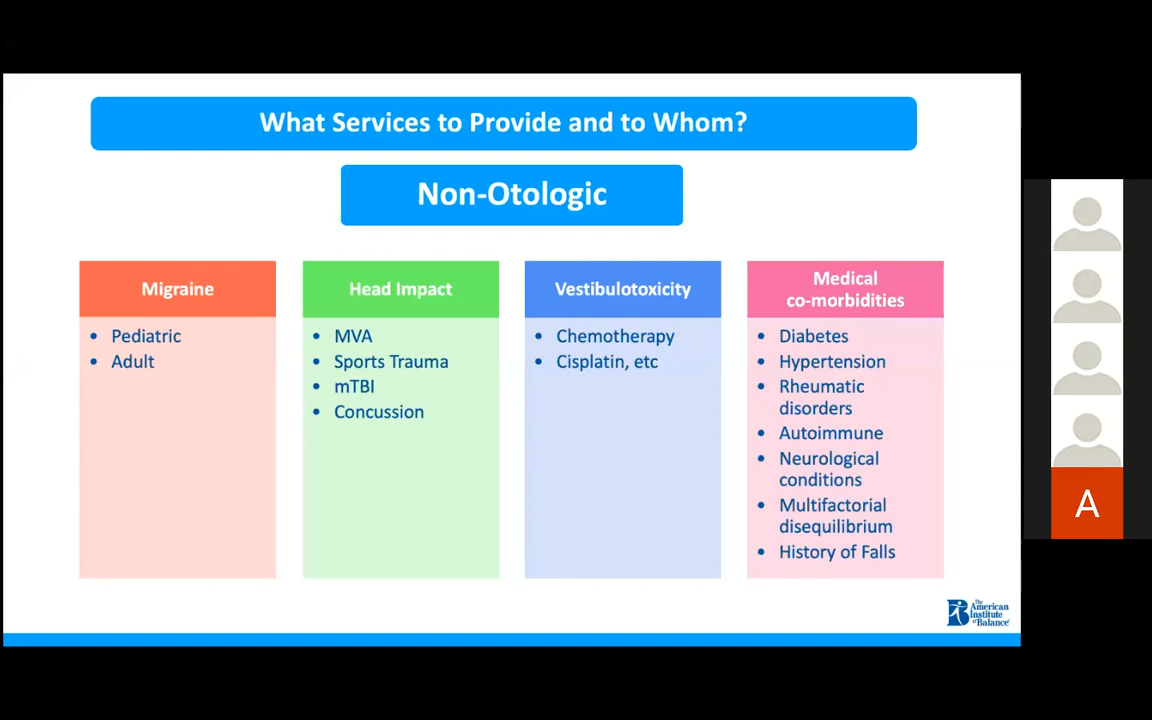 What Services to Provide and to Whom?
Non-Otologic
Migraine
• Pediatric
• Adult
Head Impact
• MVA
• Sports Trauma
• mTBI
• Concussion
Vestibulotoxicity
• Chemotherapy
• Cisplatin, etc
Medical
co-morbidities
• Diabetes
• Hypertension
• Rheumatic
disorders
• Autoimmune
• Neurological
conditions
• Multifactorial
disequilibrium
• History of Falls
The
American
Institute
of Balance
A